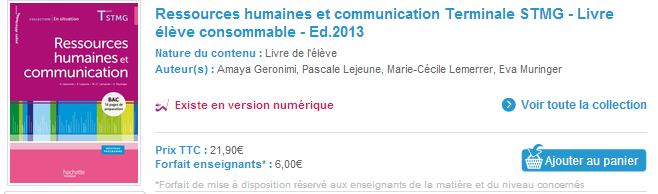 COLLECTION En situation
Tle STMG
Ressources
humaines et
communication
BAC
hachette
Ressources humaines et communication Terminale STMG - Livre
élève consommable - Ed.2013
Nature du contenu : Livre de l'élève
Auteur(s) : Amaya Geronimi, Pascale Lejeune, Marie-Cécile Lemerrer, Eva Muringer
Existe en version numérique
Voir toute la collection
Prix TTC : 21,90€
Forfait enseignants* : 6,00€
Ajouter au panier
*Forfait de mise à disposition réservé aux enseignants de la matière et du niveau concernés